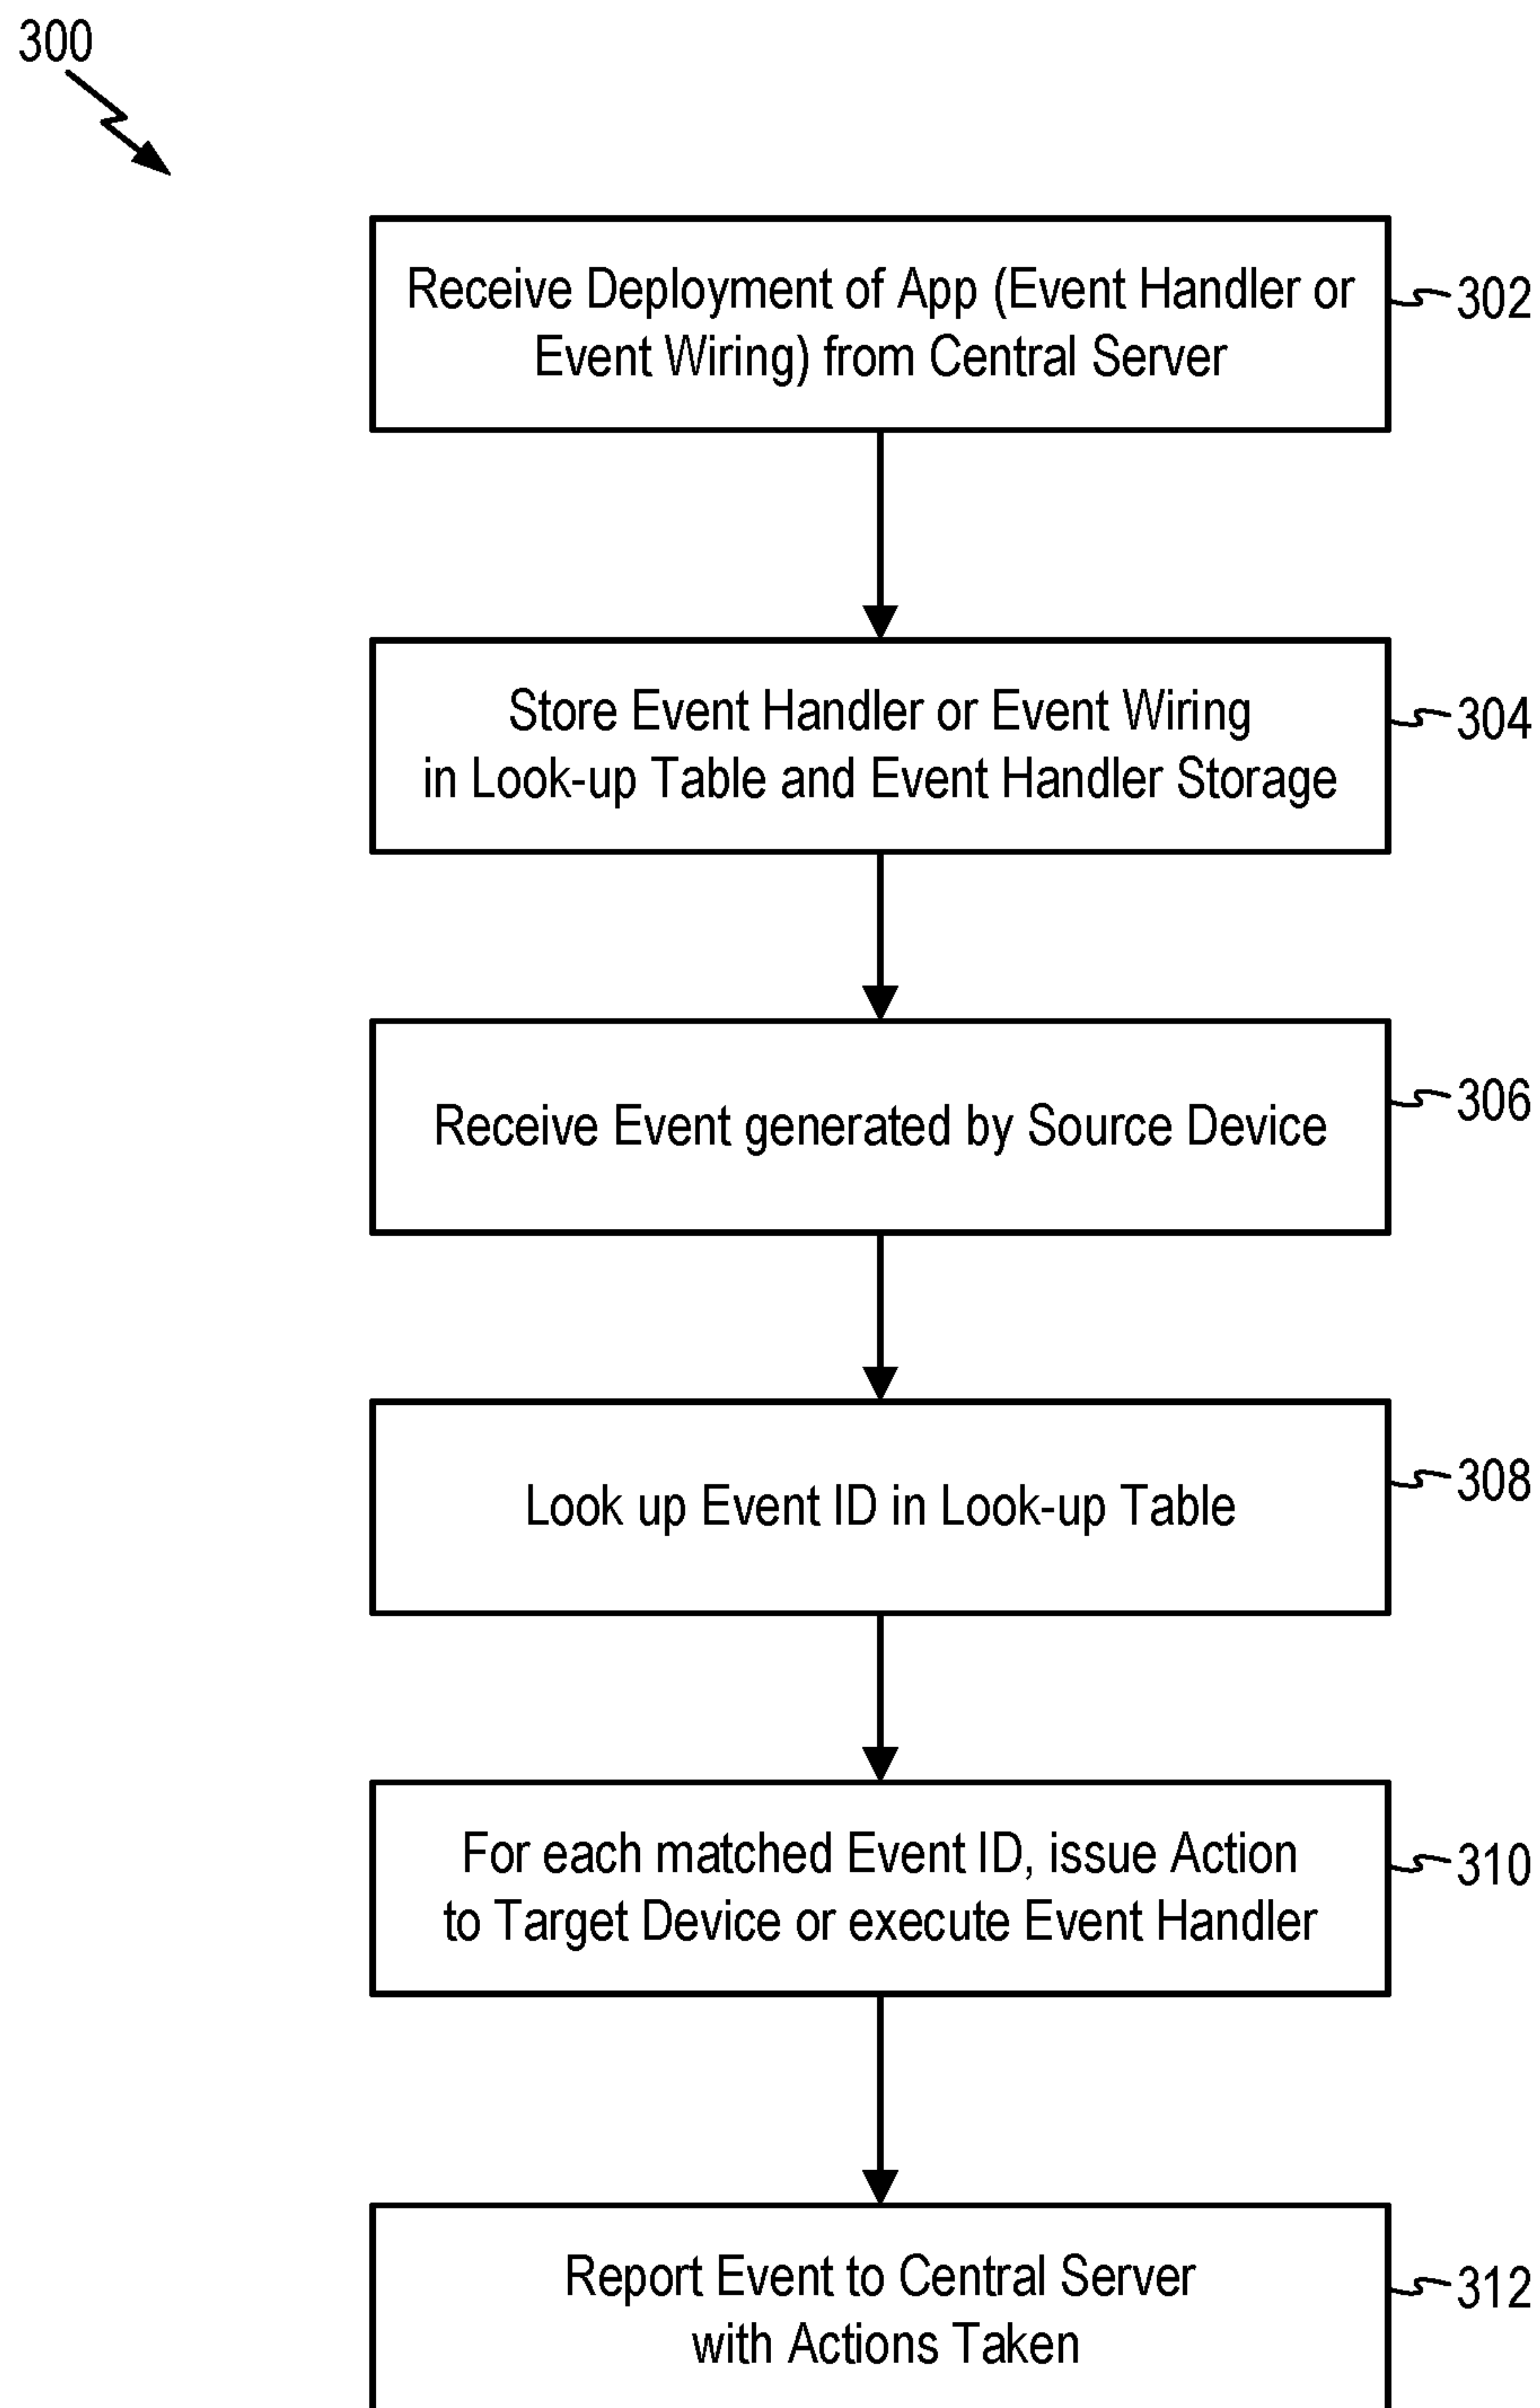 300
Receive Deployment of App (Event Handler or
Event Wiring) from Central Server
302
Store Event Handler or Event Wiring
in Look-up Table and Event Handler Storage
304
Receive Event generated by Source Device
306
Look up Event ID in Look-up Table
308
For each matched Event ID, issue Action
to Target Device or execute Event Handler
310
Report Event to Central Server
with Actions Taken
312